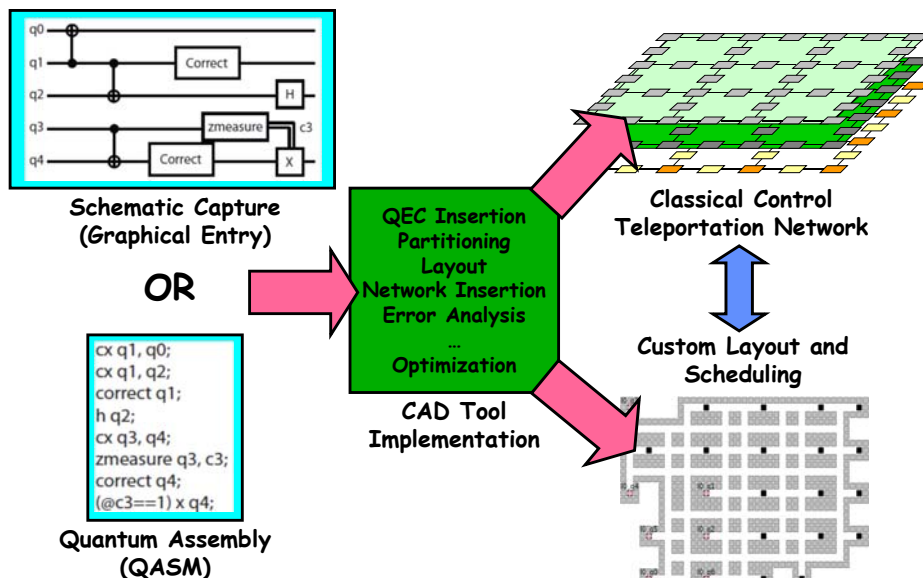 q0
q1
Correct
q2
H
q3
zmeasure
c3
q4
Correct
X
Schematic Capture
(Graphical Entry)
OR
cx q1, q0;
cx q1, q2;
correct q1;
h q2;
cx q3, q4;
zmeasure q3, c3;
correct q4;
(@c3==1) x q4;
Quantum Assembly
(QASM)
QEC Insertion
Partitioning
Layout
Network Insertion
Error Analysis
...
Optimization
CAD Tool
Implementation
Classical Control
Teleportation Network
Custom Layout and
Scheduling